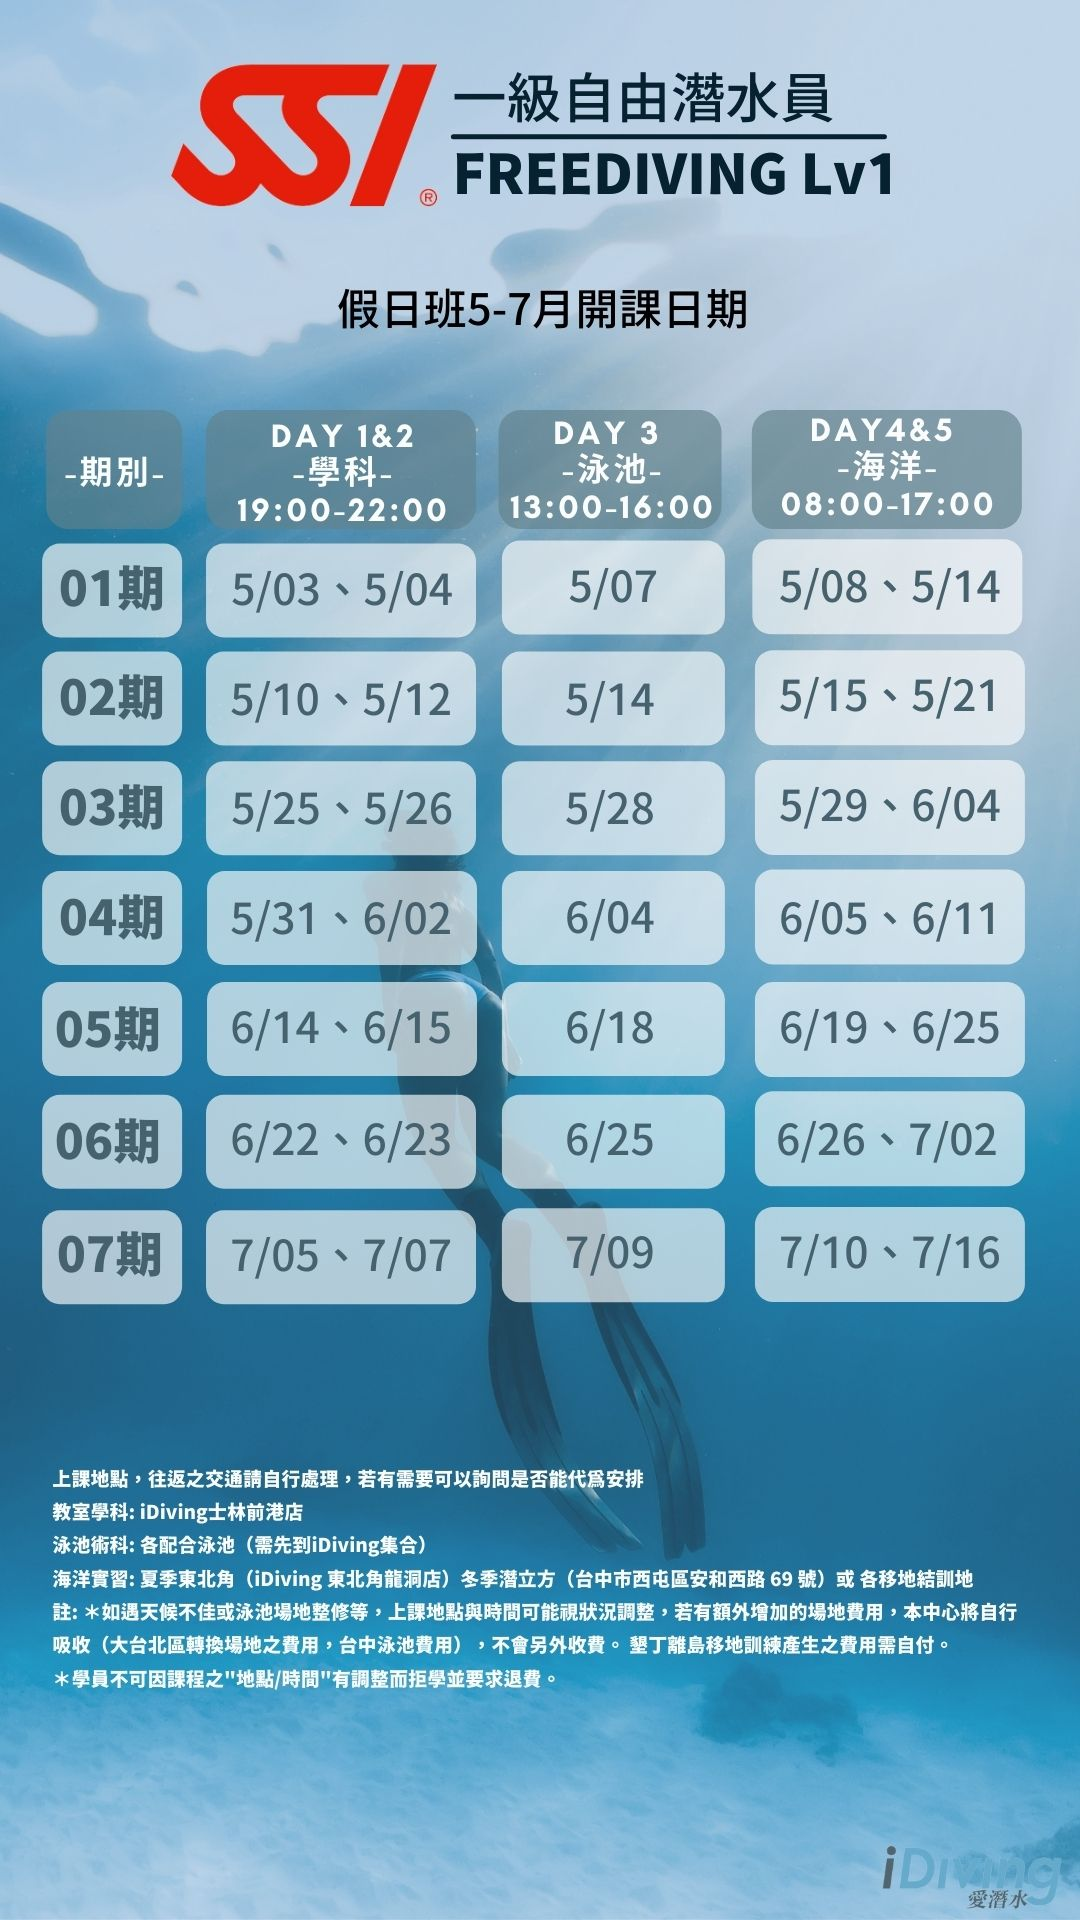 SSI® 一級自由潛水員
FREEDIVING Lv1
假日班5-7月開課日期
-期別-
DAY 1&2
-學科-
19:00-22:00
DAY 3
-泳池-
13:00-16:00
DAY4&5
-海洋-
08:00-17:00
01期 5/03、5/04 5/07 5/08、5/14
02期 5/10、5/12 5/14 5/15、5/21
03期 5/25、5/26 5/28 5/29、6/04
04期 5/31、6/02 6/04 6/05、6/11
05期 6/14、6/15 6/18 6/19、6/25
06期 6/22、6/23 6/25 6/26、7/02
07期 7/05、7/07 7/09 7/10、7/16
上課地點，往返之交通請自行處理，若有需要可以詢問是否能代為安排
教室學科: iDiving士林前港店
泳池術科: 各配合泳池（需先到iDiving集合）
海洋實習: 夏季東北角（iDiving 東北角龍洞店）冬季潛立方（台中市西屯區安和西路 69 號）或 各移地結訓地
註: ＊如遇天候不佳或泳池場地整修等，上課地點與時間可能視狀況調整，若有額外增加的場地費用，本中心將自行
吸收（大台北區轉換場地之費用，台中泳池費用），不會另外收費。 墾丁離島移地訓練產生之費用需自付。
＊學員不可因課程之"地點/時間"有調整而拒學並要求退費。
iDiving
愛潛水